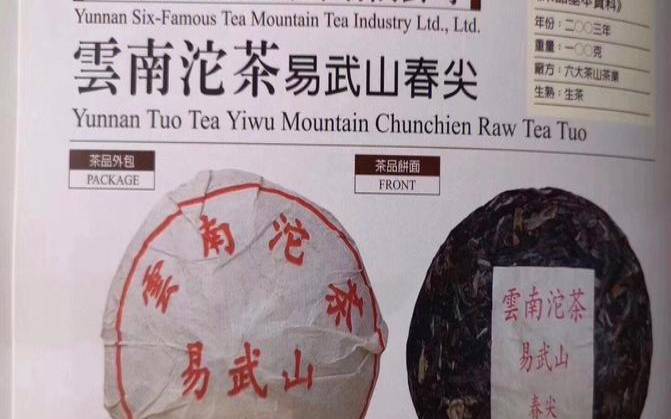 Yunnan Six-Famous Tea Mountain Tea Industry Ltd., Ltd.
雲南沱茶易武山春尖
Yunnan Tuo Tea Yiwu Mountain Chunchien Raw Tea Tuo
年份：二〇〇三年
重量：一〇〇克
廠方：六大茶山茶業
生熟：生茶
茶品外包
PACKAGE
茶品餅面
FRONT
雲南沱茶
易武山
雲南沱茶
易武山
春尖